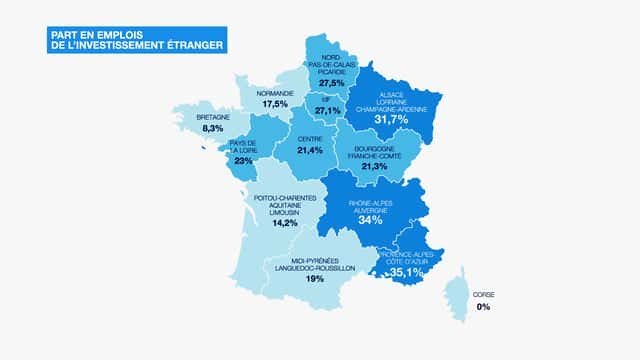 PART EN EMPLOIS
DE L'INVESTISSEMENT ÉTRANGER
NORD-
PAS-DE-CALAIS
PICARDIE
27,5%
NORMANDIE
17,5%
IDF
27,1%
ALSACE
LORRAINE
CHAMPAGNE-ARDENNE
31,7%
BRETAGNE
8,3%
PAYS DE
LA LOIRE
23%
CENTRE
21,4%
BOURGOGNE
FRANCHE-COMTÉ
21,3%
POITOU-CHARENTES
AQUITAINE
LIMOUSIN
14,2%
RHÔNE-ALPES
AUVERGNE
34%
MIDI-PYRÉNÉES
LANGUEDOC-ROUSSILLON
19%
PROVENCE-ALPES-
CÔTE-D'AZUR
35,1%
CORSE
0%